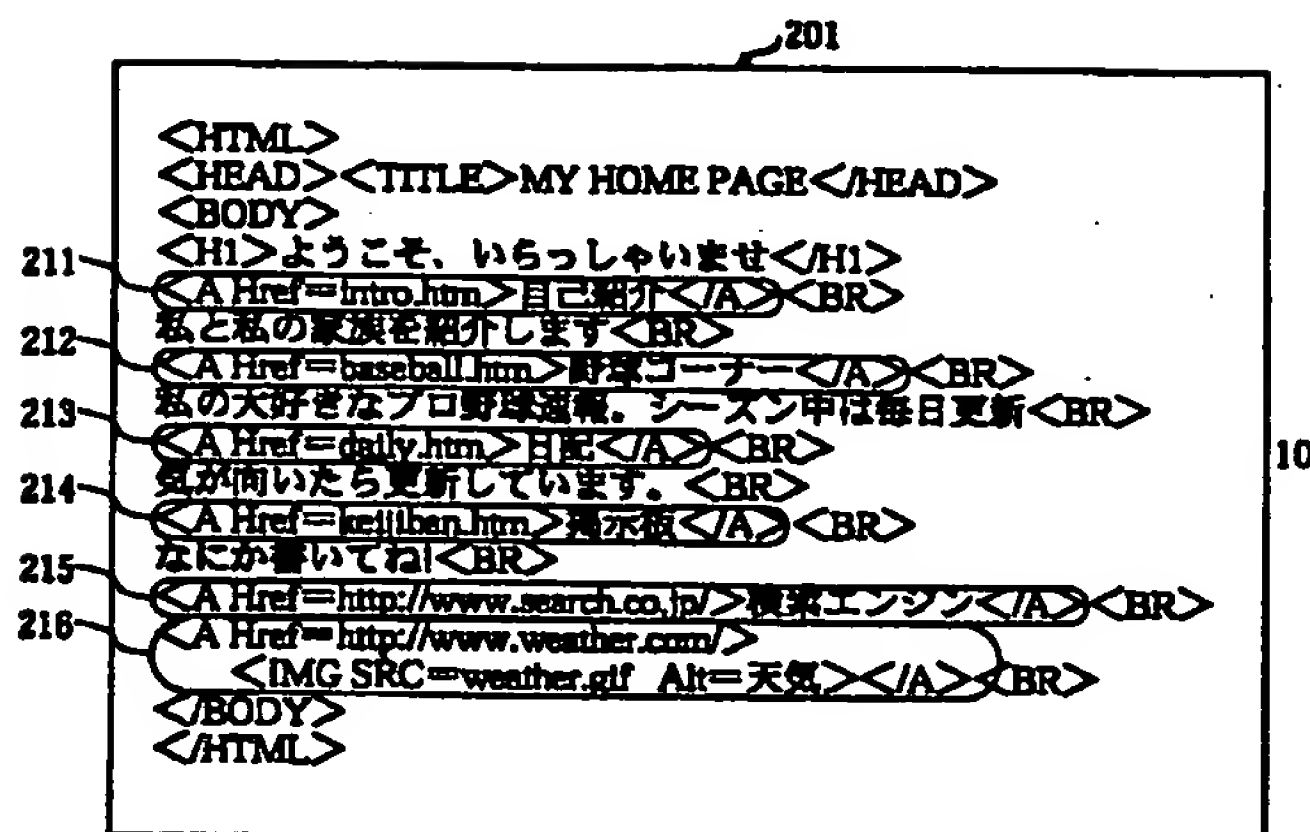 201
<HTML>
<HEAD><TITLE>MY HOME PAGE</HEAD>
<BODY>
<H1>ようこそ、いらっしゃいませ</H1>
211 <A Href=intro.htm>自己紹介</A><BR>
私と私の家族を紹介します<BR>
212 <A Href=baseball.htm>野球コーナー</A><BR>
私の大好きなプロ野球速報。シーズン中は毎日更新<BR>
213 <A Href=daily.htm>日記</A><BR>
気が向いたら更新しています。<BR>
214 <A Href=keijiban.htm>掲示板</A><BR>
なにか書いてね!<BR>
215 <A Href=http://www.search.co.jp/>検索エンジン</A><BR>
216 <A Href=http://www.weather.com/>
<IMG SRC=weather.gif Alt=天気></A><BR>
</BODY>
</HTML>
10